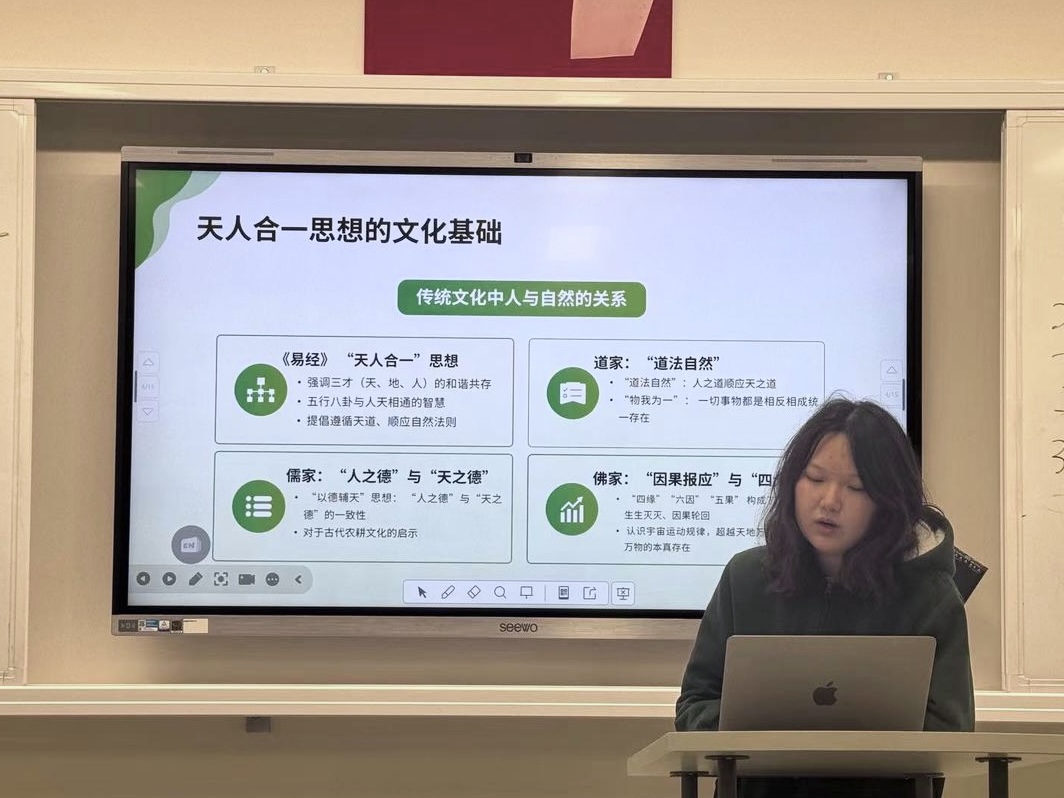 天人合一思想的文化基础
传统文化中人与自然的关系
《易经》 “天人合一”思想
• 强调三才（天、地、人）的和谐共存
• 五行八卦与人天相通的智慧
• 提倡遵循天道、顺应自然法则
道家：“道法自然”
• “道法自然”：人之道顺应天之道
• “物我为一”： 一切事物都是相反相成统
一存在
儒家：“人之德”与“天之德”
• “以德辅天”思想： “人之德”与“天之
德”的一致性
• 对于古代农耕文化的启示
佛家：“因果报应”与“四
• “四缘” “六因” “五果” 构成
生生灭灭、因果轮回
• 认识宇宙运动规律，超越天地
万物的本真存在
seewo